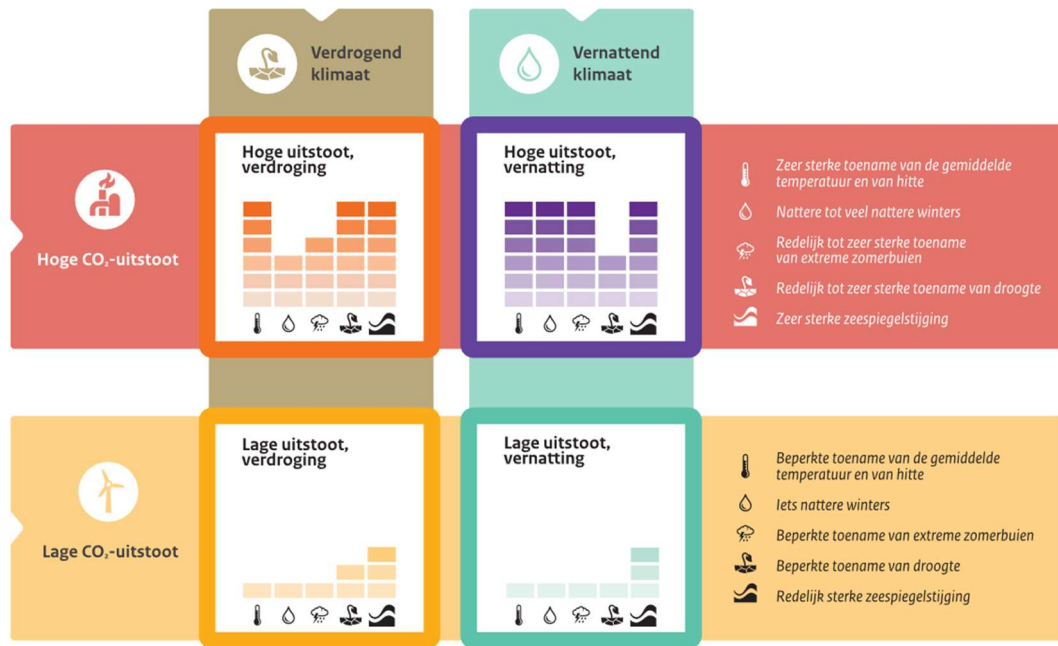 Verdrogend
klimaat
Vernattend
klimaat
Hoge CO₂-uitstoot
Hoge uitstoot,
verdroging
Hoge uitstoot,
vernatting
Zeer sterke toename van de gemiddelde
temperatuur en van hitte
Nattere tot veel nattere winters
Redelijk tot zeer sterke toename
van extreme zomerbuien
Redelijk tot zeer sterke toename van droogte
Zeer sterke zeespiegelstijging
Lage CO₂-uitstoot
Lage uitstoot,
verdroging
Lage uitstoot,
vernatting
Beperkte toename van de gemiddelde
temperatuur en van hitte
Iets nattere winters
Beperkte toename van extreme zomerbuien
Beperkte toename van droogte
Redelijk sterke zeespiegelstijging